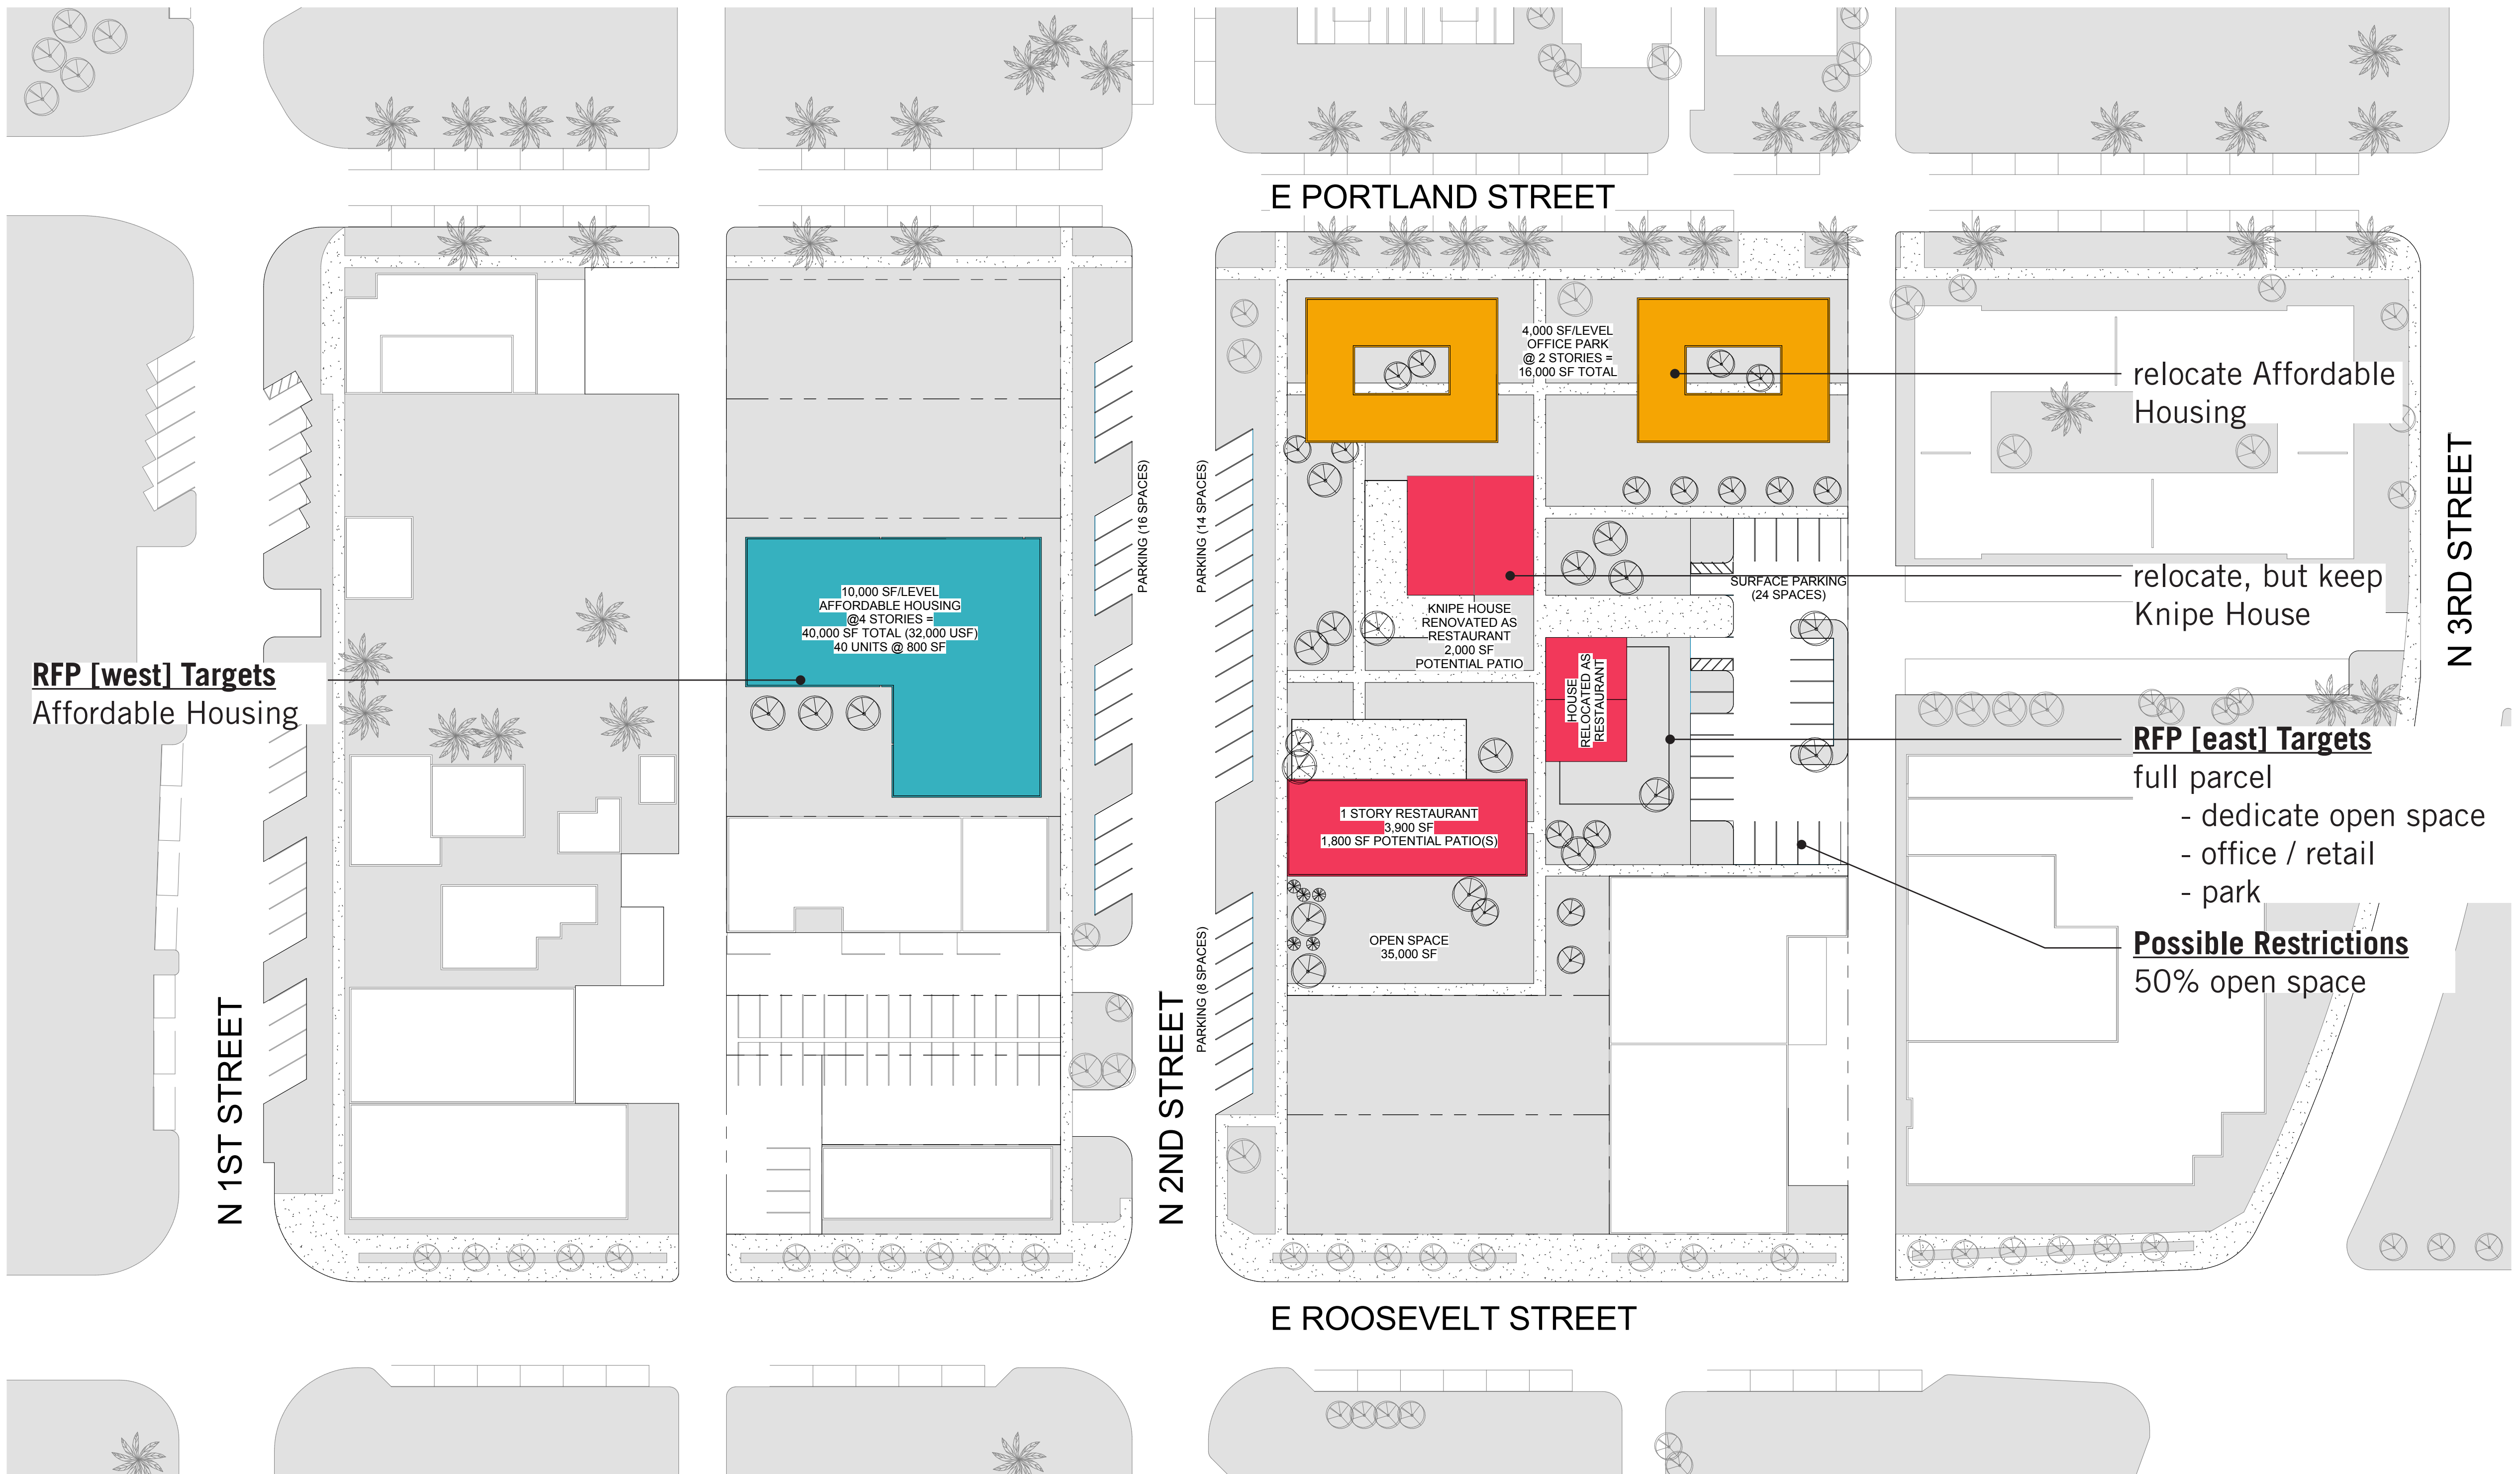 E PORTLAND STREET
4,000 SF/LEVEL
OFFICE PARK
@ 2 STORIES =
16,000 SF TOTAL
relocate Affordable
Housing
PARKING (16 SPACES)
PARKING (14 SPACES)
N 3RD STREET
10,000 SF/LEVEL
AFFORDABLE HOUSING
@4 STORIES =
40,000 SF TOTAL (32,000 USF)
40 UNITS @ 800 SF
SURFACE PARKING
(24 SPACES)
relocate, but keep
Knipe House
KNIPE HOUSE
RENOVATED AS
RESTAURANT
2,000 SF
POTENTIAL PATIO
RFP [west] Targets
Affordable Housing
HOUSE
RELOCATED AS
RESTAURANT
RFP [east] Targets
full parcel
- dedicate open space
- office / retail
- park
1 STORY RESTAURANT
3,900 SF
1,800 SF POTENTIAL PATIO(S)
OPEN SPACE
35,000 SF
Possible Restrictions
50% open space
PARKING (8 SPACES)
N 1ST STREET
N 2ND STREET
E ROOSEVELT STREET